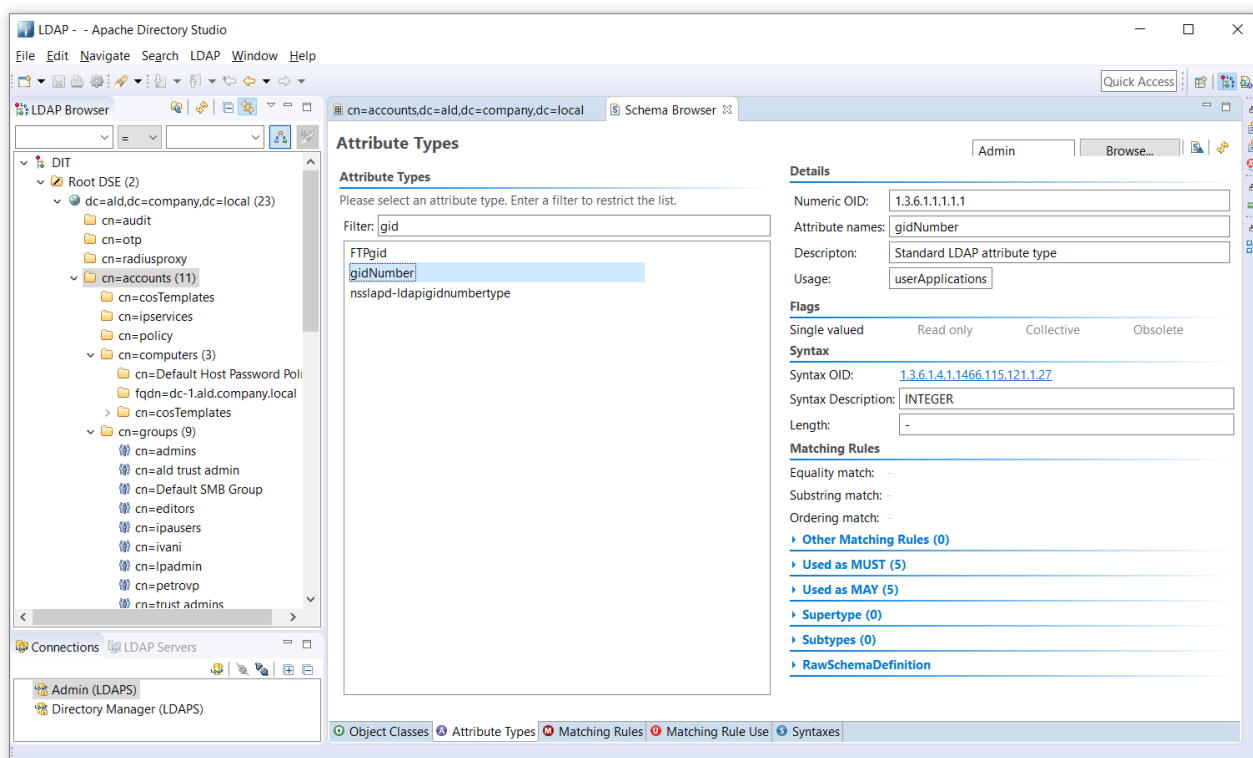 LDAP - - Apache Directory Studio
File Edit Navigate Search LDAP Window Help
Quick Access
LDAP Browser
=
DIT
Root DSE (2)
dc=ald,dc=company,dc=local (23)
cn=audit
cn=otp
cn=radiusproxy
cn=accounts (11)
cn=cosTemplates
cn=ipservices
cn=policy
cn=computers (3)
cn=Default Host Password Poli
fqdn=dc-1.ald.company.local
cn=cosTemplates
cn=groups (9)
cn=admins
cn=ald trust admin
cn=Default SMB Group
cn=editors
cn=ipausers
cn=ivani
cn=lpadmin
cn=petrovp
cn=trust admins
Connections LDAP Servers
Admin (LDAPS)
Directory Manager (LDAPS)
cn=accounts,dc=ald,dc=company,dc=local Schema Browser
Attribute Types
Admin Browse...
Attribute Types
Please select an attribute type. Enter a filter to restrict the list.
Filter: gid
FTPgid
gidNumber
nsslapd-ldapigidnumbertype
Details
Numeric OID: 1.3.6.1.1.1.1.1
Attribute names: gidNumber
Descripton: Standard LDAP attribute type
Usage: userApplications
Flags
Single valued Read only Collective Obsolete
Syntax
Syntax OID: 1.3.6.1.4.1.1466.115.121.1.27
Syntax Description: INTEGER
Length: -
Matching Rules
Equality match: -
Substring match: -
Ordering match: -
Other Matching Rules (0)
Used as MUST (5)
Used as MAY (5)
Supertype (0)
Subtypes (0)
RawSchemaDefinition
Object Classes Attribute Types Matching Rules Matching Rule Use Syntaxes